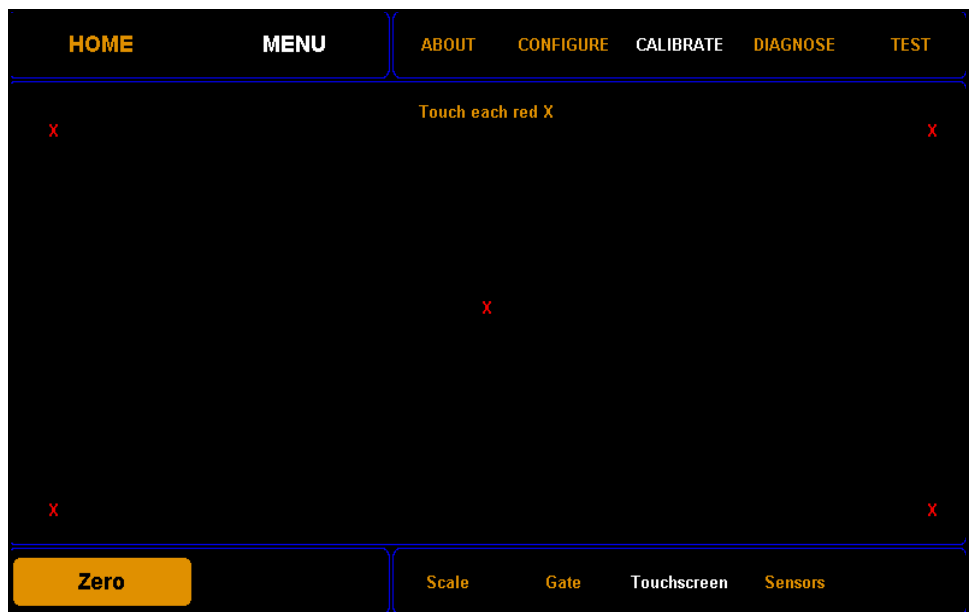 HOME MENU ABOUT CONFIGURE CALIBRATE DIAGNOSE TEST
Touch each red X
X X
X
X X
Zero Scale Gate Touchscreen Sensors